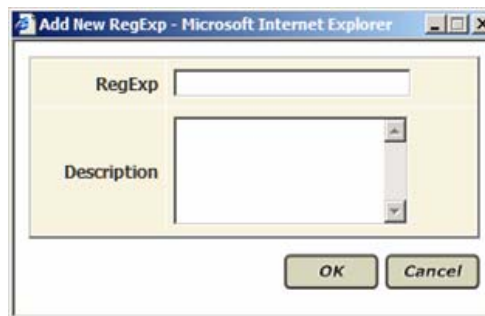 Add New RegExp - Microsoft Internet Explorer
RegExp
Description
OK Cancel